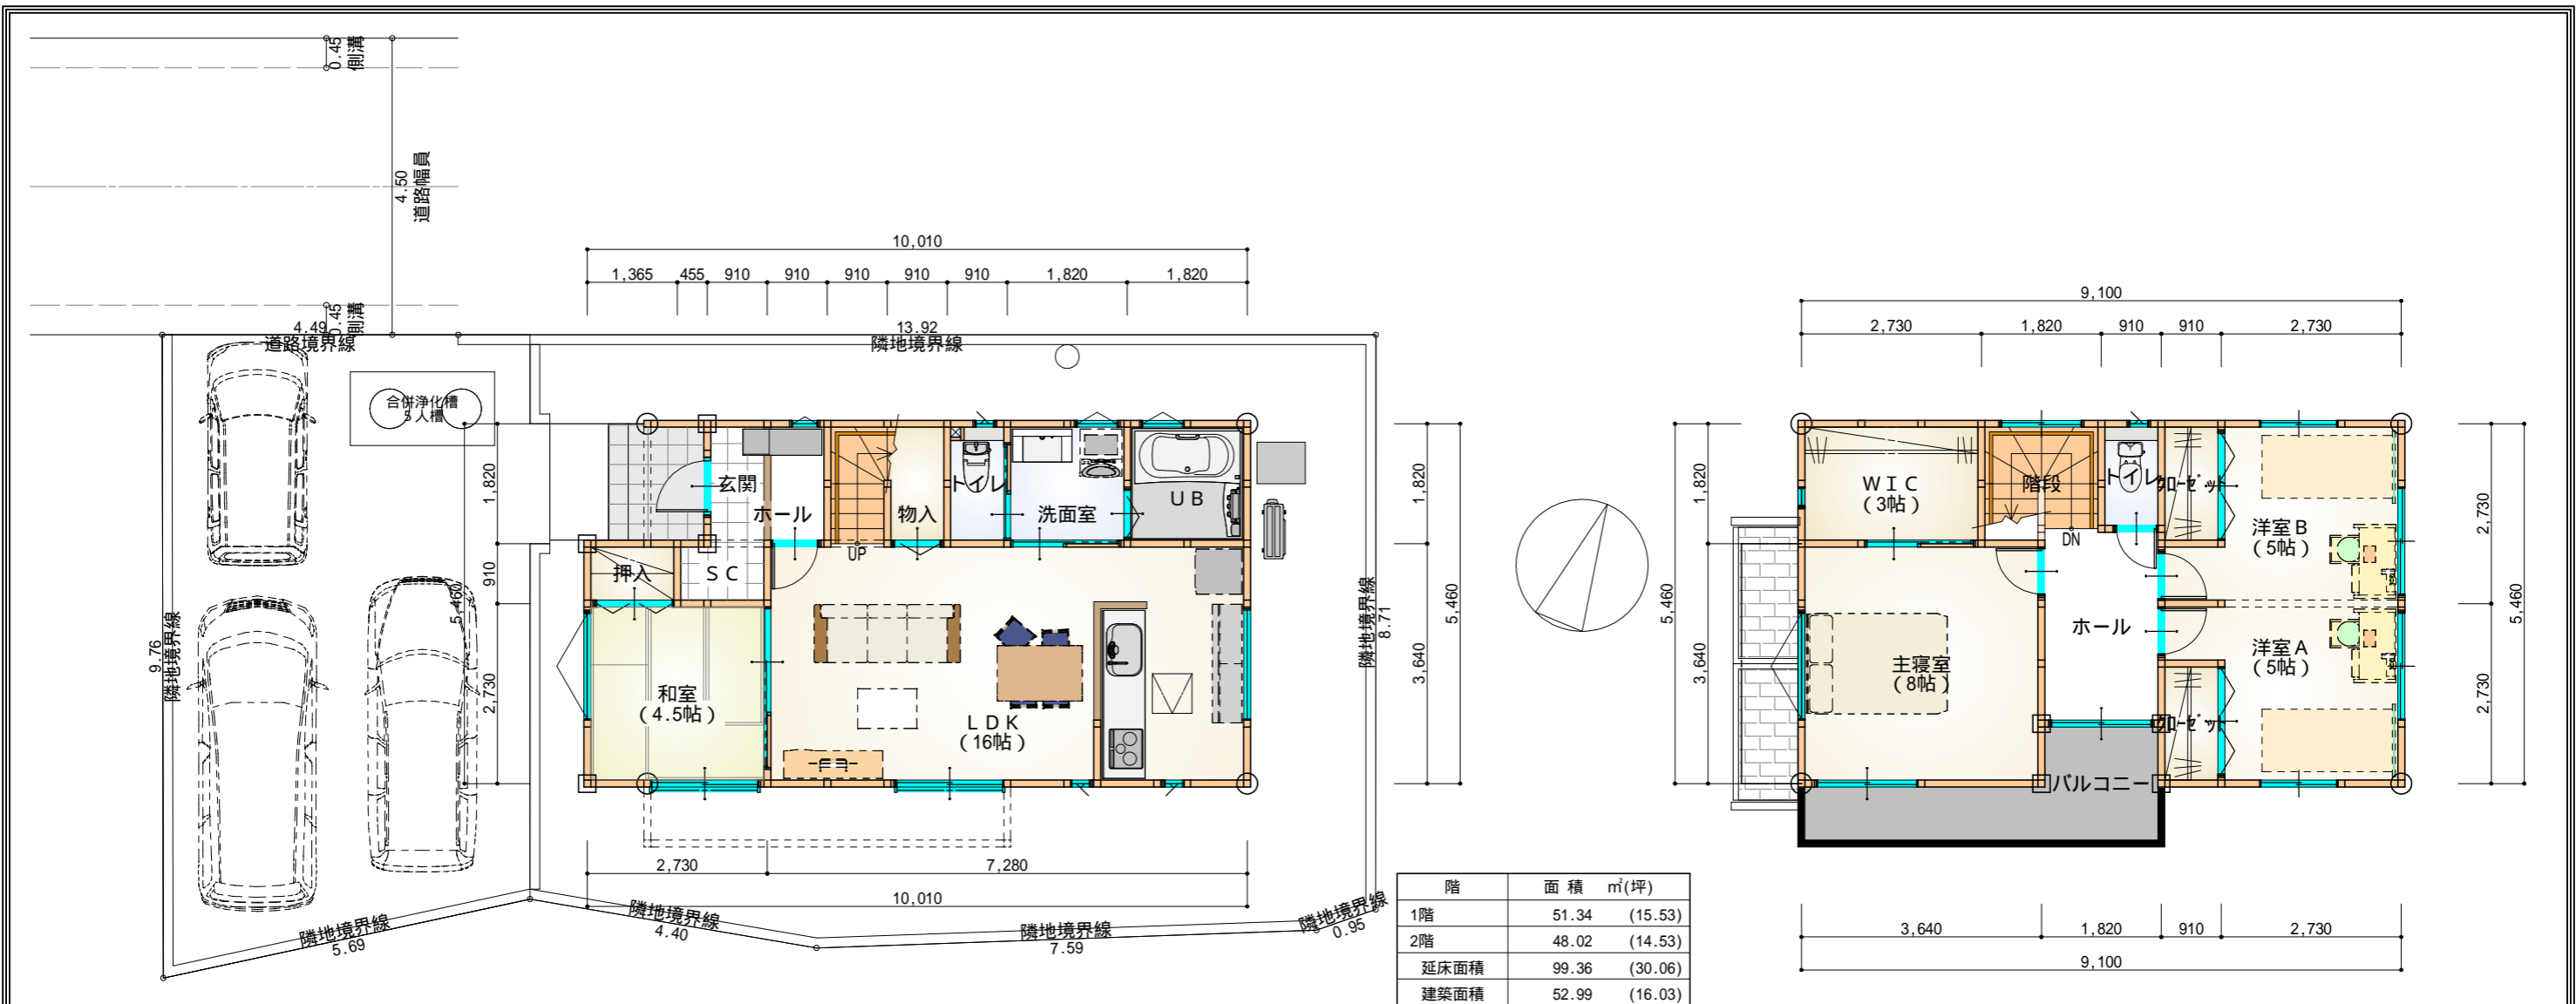 0.45
側溝
4.50
道路幅員
0.45
側溝
4.49
道路境界線
13.92
隣地境界線
10,010
1,365
455
910
910
910
910
910
1,820
1,820
合併浄化槽
5人槽
1,820
910
5,460
2,730
9.76
隣地境界線
玄関
ホール
物入
トイレ
洗面室
UB
UP
押入
SC
和室
(4.5帖)
LDK
(16帖)
1,820
3,640
5,460
隣地境界線
8.71
2,730
7,280
10,010
隣地境界線
5.69
隣地境界線
4.40
隣地境界線
7.59
隣地境界線
0.95
9,100
2,730
1,820
910
910
2,730
1,820
3,640
5,460
WIC
(3帖)
階段
トイレ
クローゼット
DN
洋室B
(5帖)
主寝室
(8帖)
ホール
洋室A
(5帖)
クローゼット
バルコニー
2,730
2,730
5,460
3,640
1,820
910
2,730
9,100
階 面積 ㎡(坪)
1階 51.34 (15.53)
2階 48.02 (14.53)
延床面積 99.36 (30.06)
建築面積 52.99 (16.03)